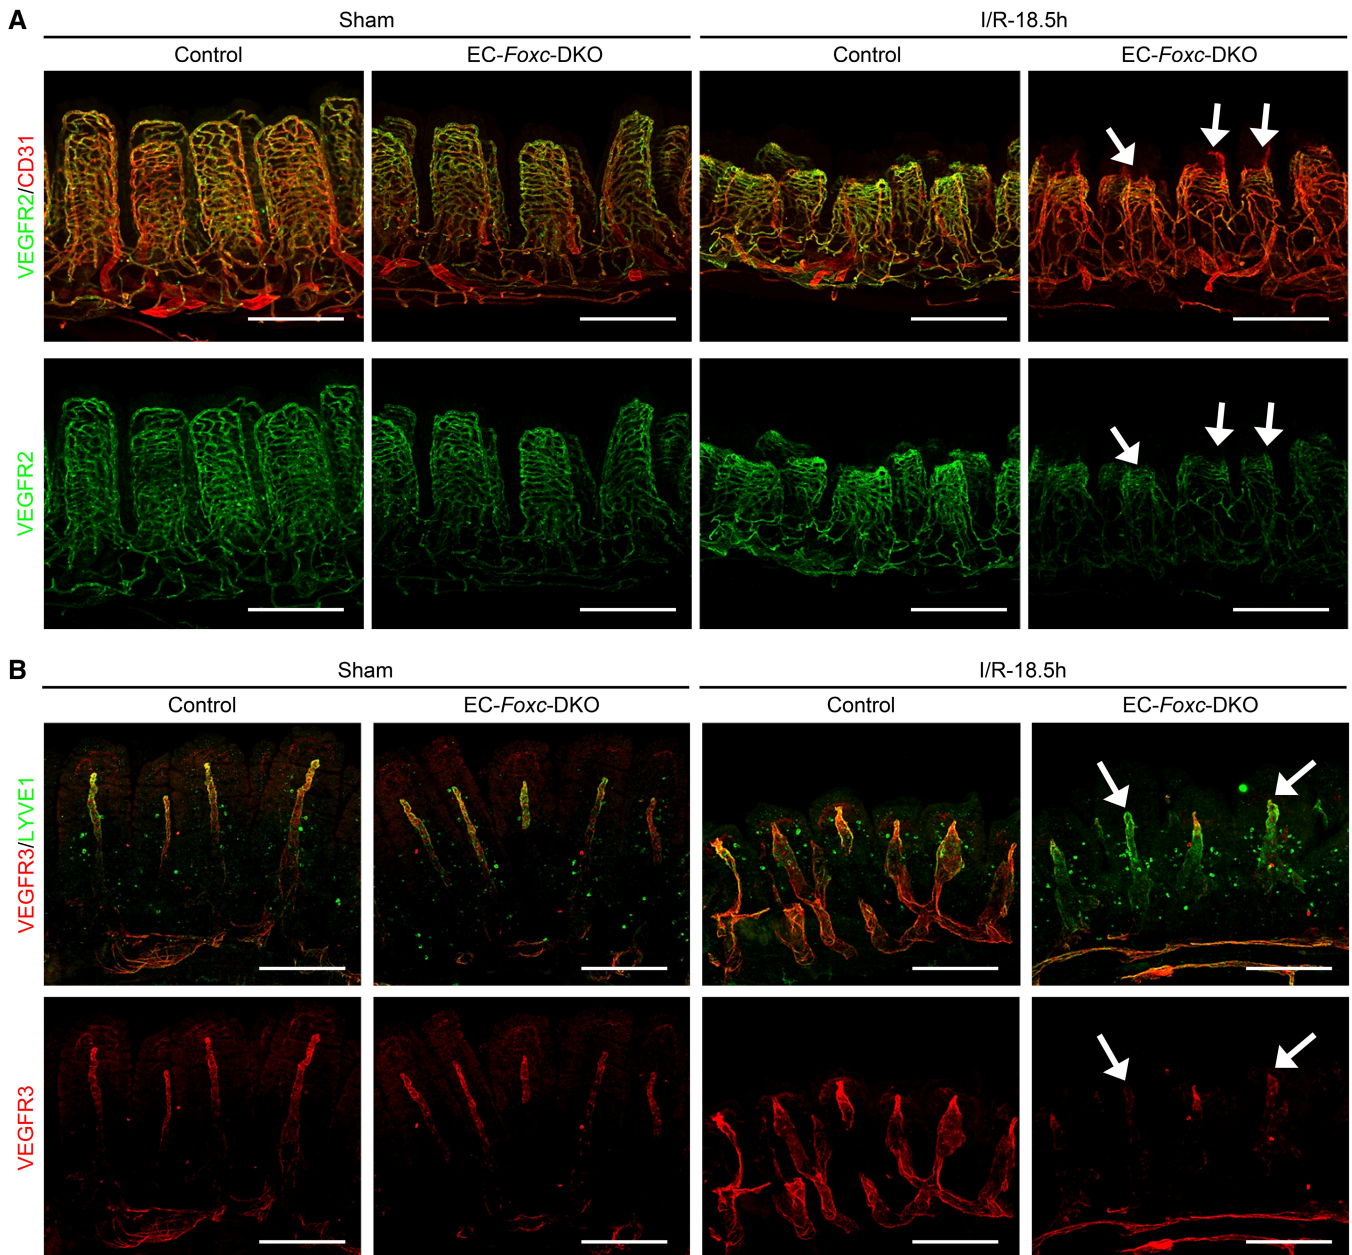 A
Sham
I/R-18.5h
Control
EC-Foxc-DKO
Control
EC-Foxc-DKO
VEGFR2/CD31
VEGFR2
B
Sham
I/R-18.5h
Control
EC-Foxc-DKO
Control
EC-Foxc-DKO
VEGFR3/LYVE1
VEGFR3